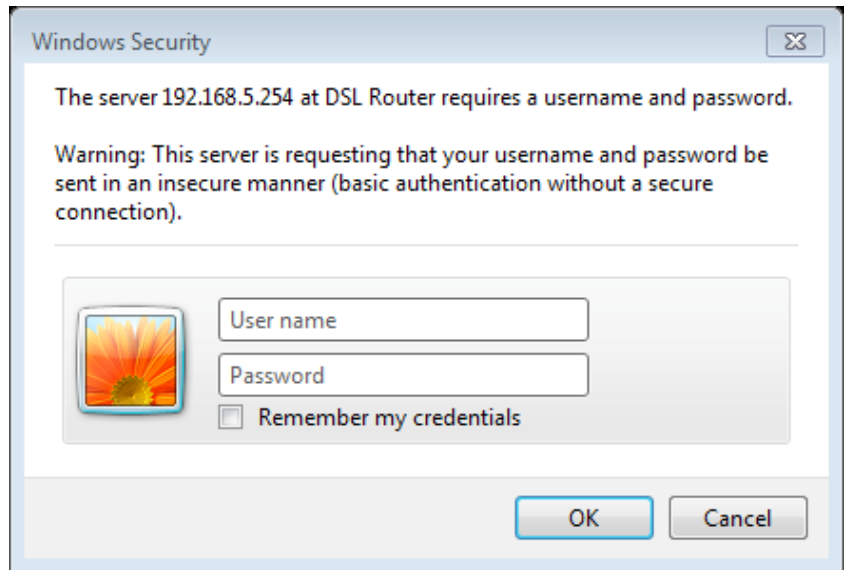 Windows Security
The server 192.168.5.254 at DSL Router requires a username and password.
Warning: This server is requesting that your username and password be
sent in an insecure manner (basic authentication without a secure
connection).
User name
Password
Remember my credentials
OK
Cancel